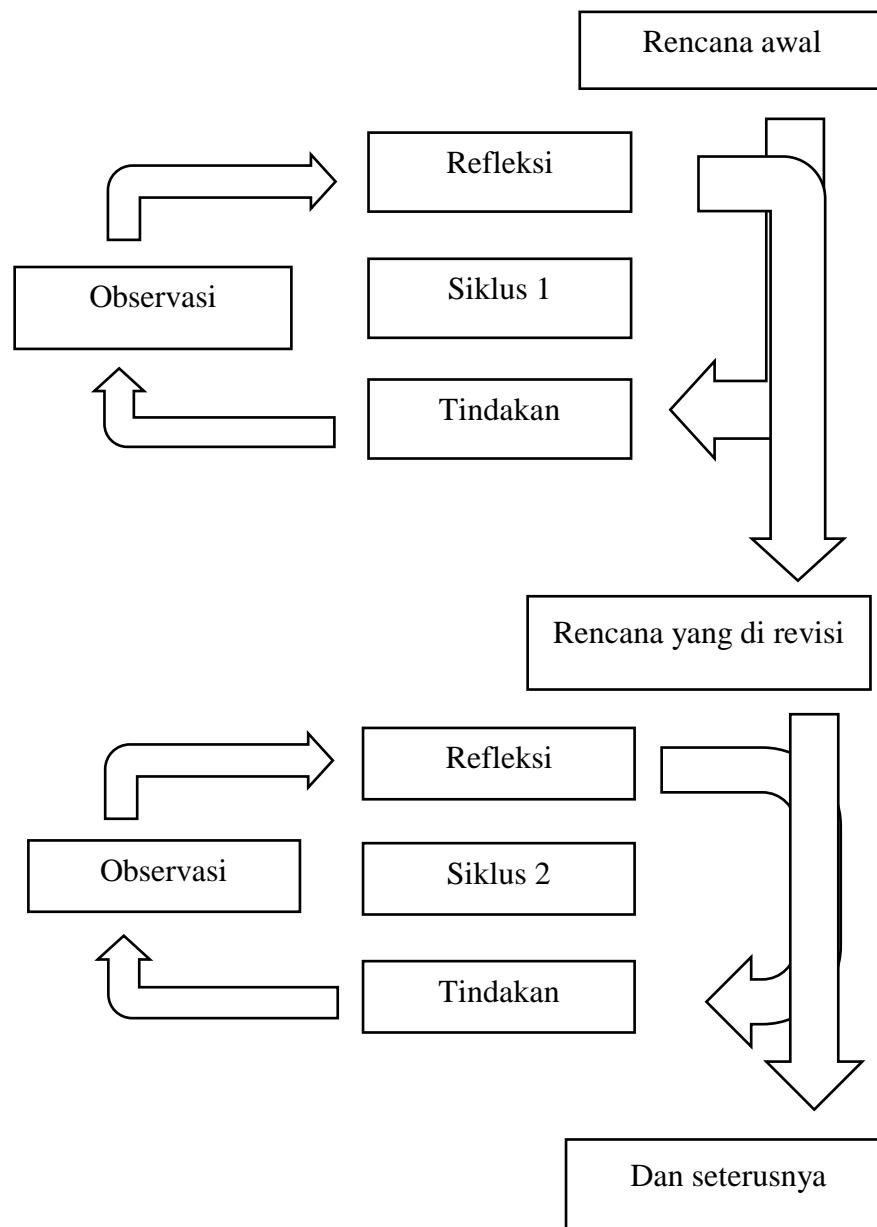 Rencana awal
Refleksi
Observasi
Siklus 1
Tindakan
Rencana yang di revisi
Refleksi
Observasi
Siklus 2
Tindakan
Dan seterusnya